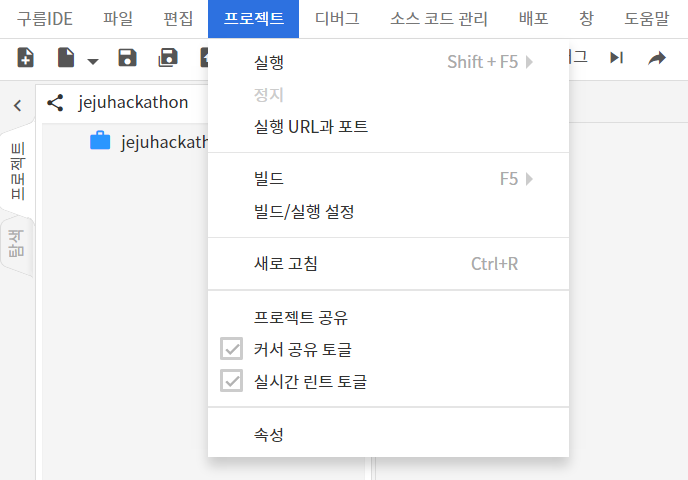 구름IDE 파일 편집 프로젝트 디버그 소스 코드 관리 배포 창 도움말
jejuhackathon
jejuhackath
프로젝트
탐색
실행 Shift + F5
정지
실행 URL과 포트
빌드 F5
빌드/실행 설정
새로 고침 Ctrl+R
프로젝트 공유
커서 공유 토글
실시간 린트 토글
속성